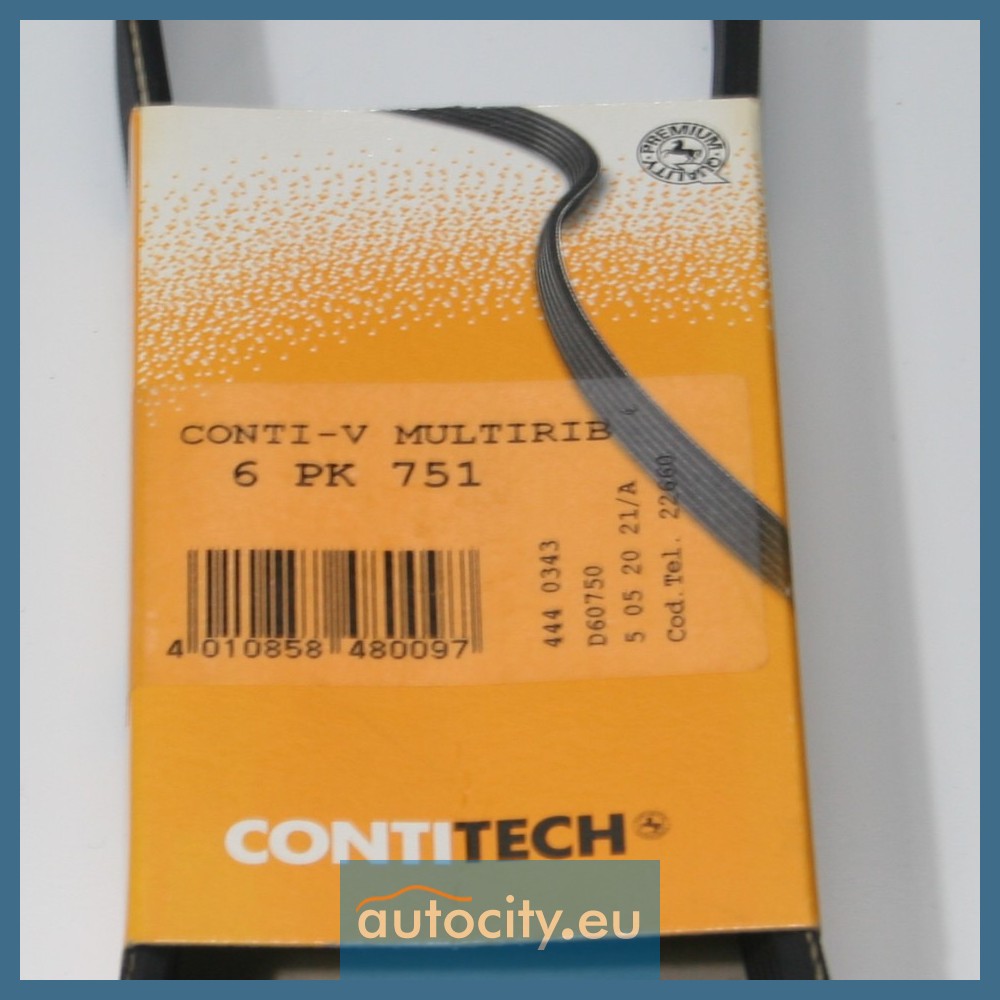 PREMIUM · QUALITY ·
CONTI-V MULTIRIB
6 PK 751
444 0343
D60750
5 05 20 21/A
Cod.Tel. 22660
4 010858 480097
CONTITECH
autocity.eu